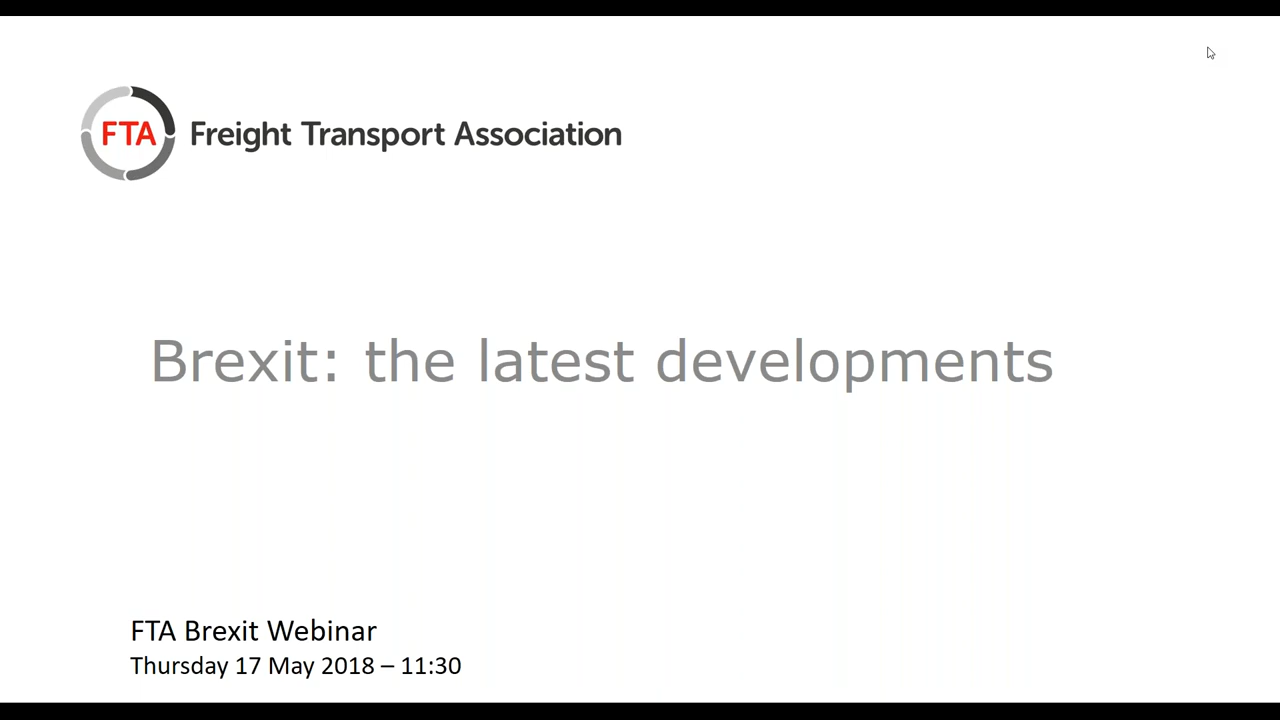 FTA Freight Transport Association
Brexit: the latest developments
FTA Brexit Webinar
Thursday 17 May 2018 – 11:30